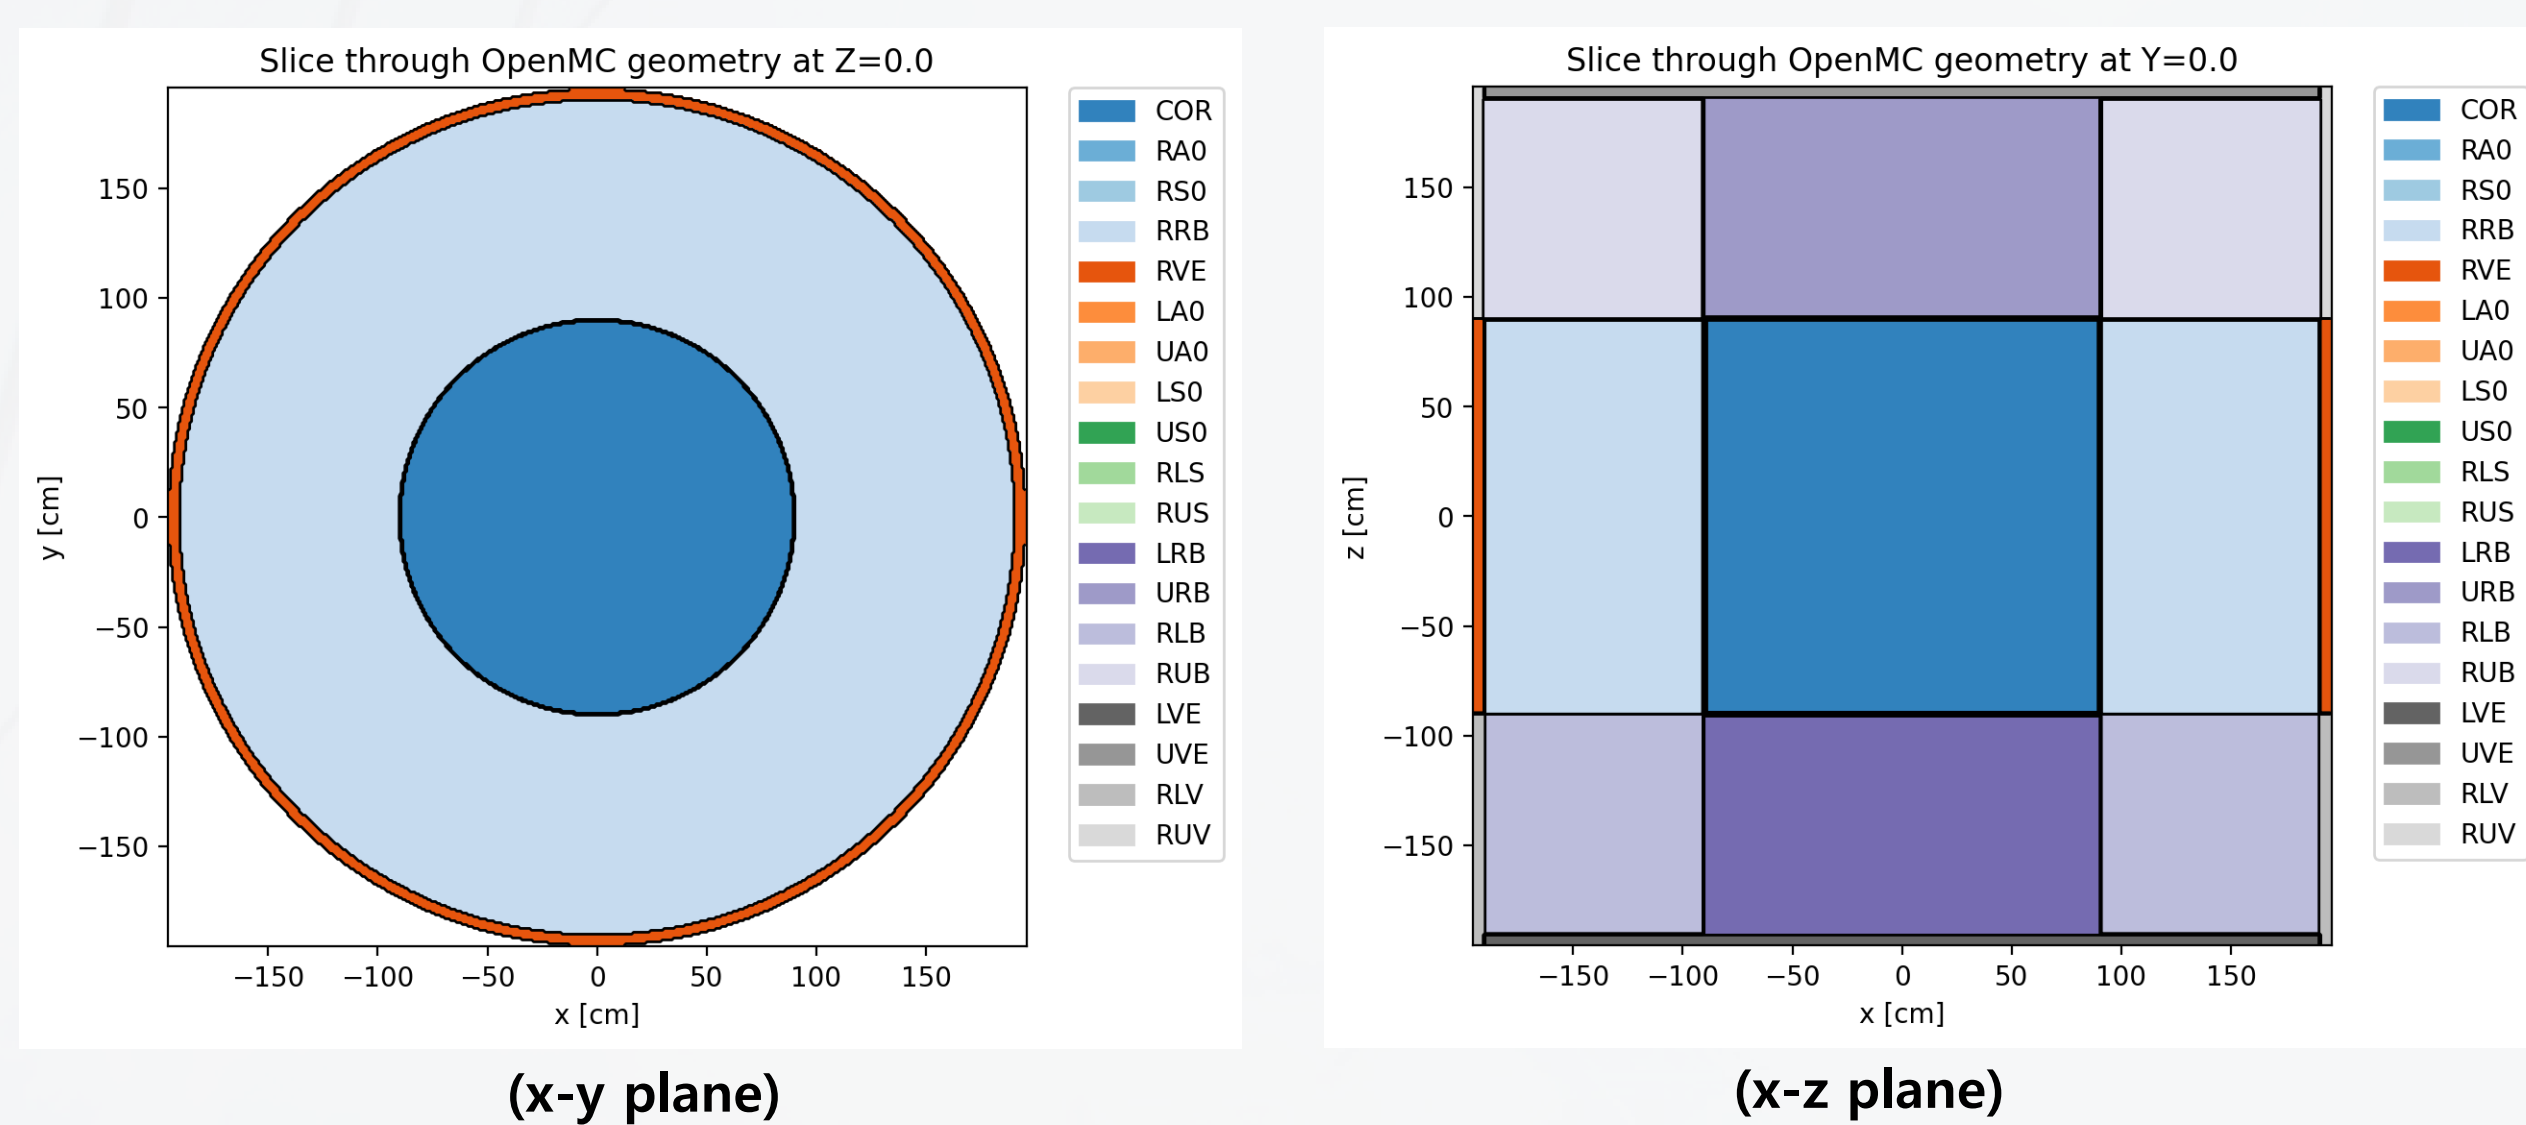 Slice through OpenMC geometry at Z=0.0
150
100
50
0
−50
−100
−150
y [cm]
−150 −100 −50 0 50 100 150
x [cm]
COR
RA0
RS0
RRB
RVE
LA0
UA0
LS0
US0
RLS
RUS
LRB
URB
RLB
RUB
LVE
UVE
RLV
RUV
(x-y plane)
Slice through OpenMC geometry at Y=0.0
150
100
50
0
−50
−100
−150
z [cm]
−150 −100 −50 0 50 100 150
x [cm]
COR
RA0
RS0
RRB
RVE
LA0
UA0
LS0
US0
RLS
RUS
LRB
URB
RLB
RUB
LVE
UVE
RLV
RUV
(x-z plane)